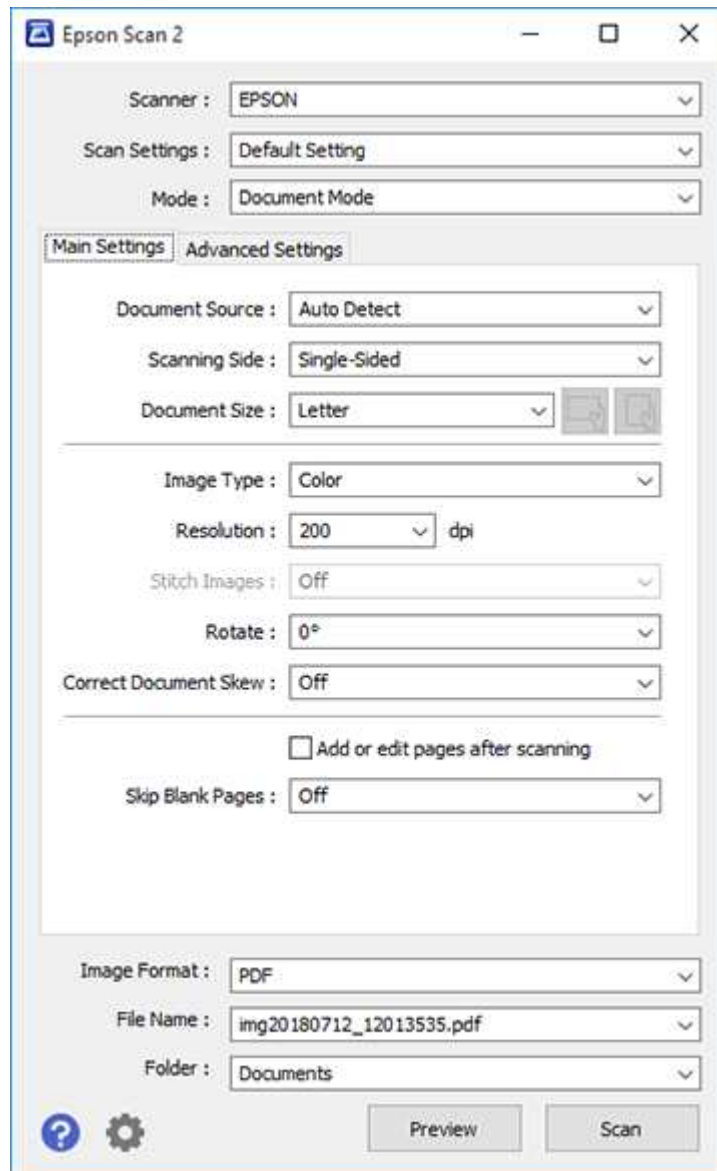 Epson Scan 2
Scanner : EPSON
Scan Settings : Default Setting
Mode : Document Mode
Main Settings Advanced Settings
Document Source : Auto Detect
Scanning Side : Single-Sided
Document Size : Letter
Image Type : Color
Resolution : 200 dpi
Stitch Images : Off
Rotate : 0°
Correct Document Skew : Off
Add or edit pages after scanning
Skip Blank Pages : Off
Image Format : PDF
File Name : img20180712_12013535.pdf
Folder : Documents
? Preview Scan